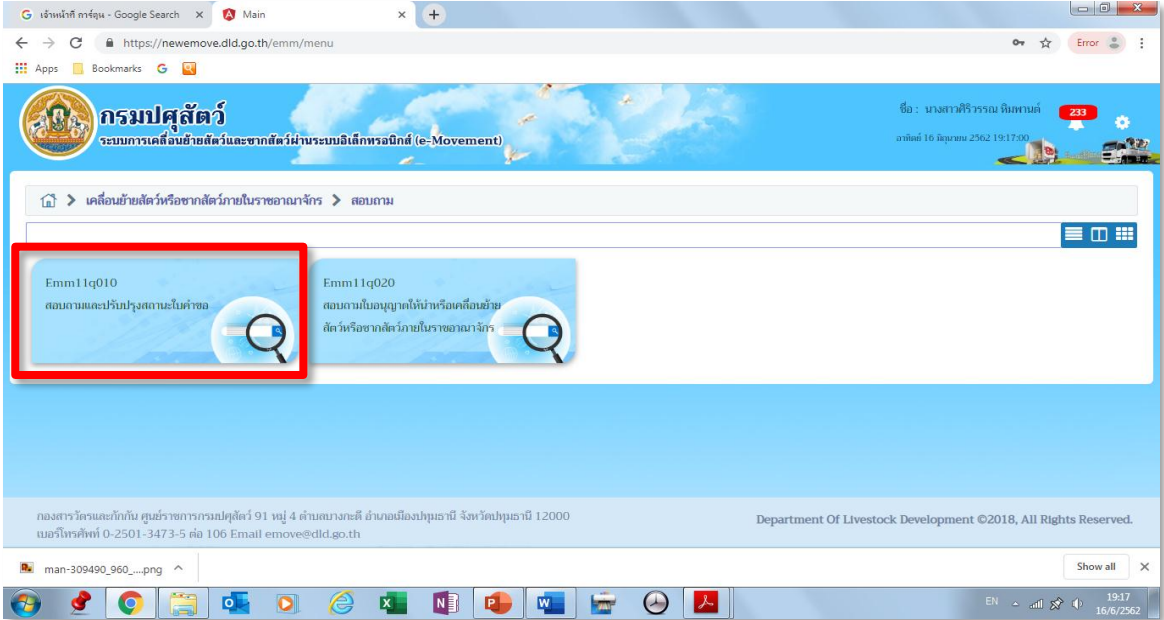 เจ้าหน้าที่ การ์ตูน - Google Search
Main
https://newemove.dld.go.th/emm/menu
Error
Apps
Bookmarks
กรมปศุสัตว์
ระบบการเคลื่อนย้ายสัตว์และซากสัตว์ผ่านระบบอิเล็กทรอนิกส์ (e-Movement)
ชื่อ : นางสาวศิริวรรณ หิมพานต์
233
อาทิตย์ 16 มิถุนายน 2562 19:17:00
เคลื่อนย้ายสัตว์หรือซากสัตว์ภายในราชอาณาจักร
สอบถาม
Emm11q010
สอบถามและปรับปรุงสถานะใบคำขอ
Emm11q020
สอบถามใบอนุญาตให้นำหรือเคลื่อนย้าย
สัตว์หรือซากสัตว์ภายในราชอาณาจักร
กองสารวัตรและกักกัน ศูนย์ราชการกรมปศุสัตว์ 91 หมู่ 4 ตำบลบางกะดี อำเภอเมืองปทุมธานี จังหวัดปทุมธานี 12000
เบอร์โทรศัพท์ 0-2501-3473-5 ต่อ 106 Email emove@dld.go.th
Department Of Livestock Development ©2018, All Rights Reserved.
man-309490_960_....png
Show all
EN
19:17
16/6/2562